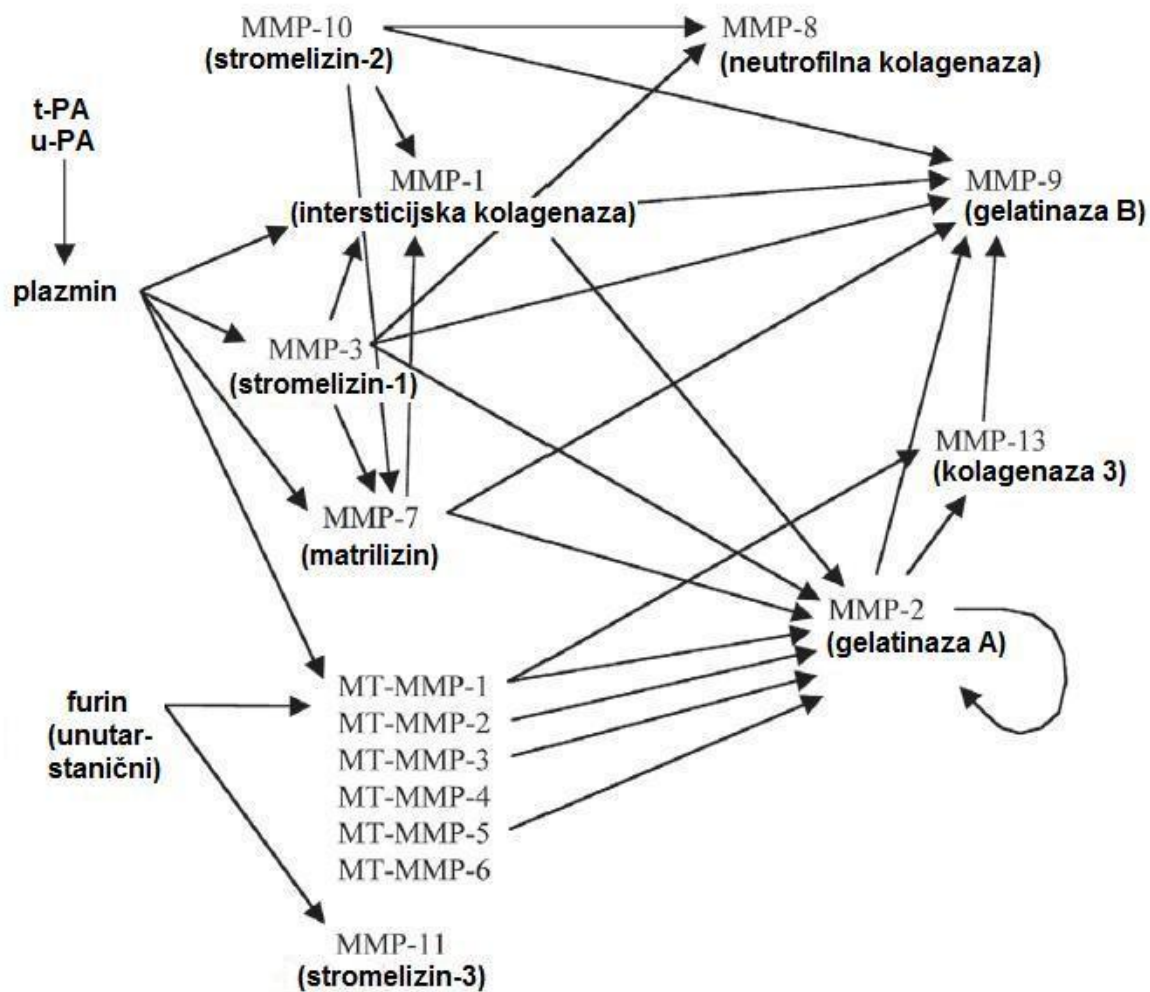 MMP-10
(stromelizin-2)
MMP-8
(neutrofilna kolagenaza)
t-PA
u-PA
MMP-1
(intersticijska kolagenaza)
MMP-9
(gelatinaza B)
plazmin
MMP-3
(stromelizin-1)
MMP-13
(kolagenaza 3)
MMP-7
(matrilizin)
MMP-2
(gelatinaza A)
furin
(unutar-
stanični)
MT-MMP-1
MT-MMP-2
MT-MMP-3
MT-MMP-4
MT-MMP-5
MT-MMP-6
MMP-11
(stromelizin-3)